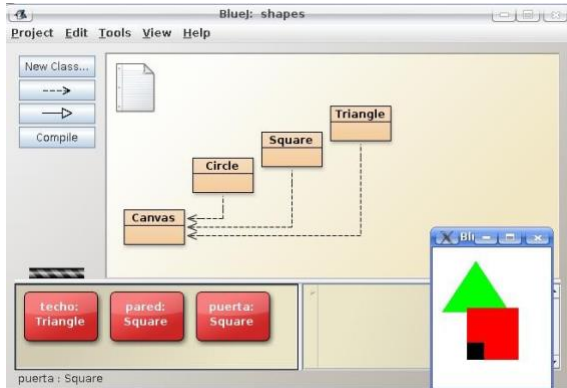 BlueJ: shapes
Project Edit Tools View Help
New Class...
Compile
Triangle
Square
Circle
Canvas
techo:
Triangle
pared:
Square
puerta:
Square
puerta : Square